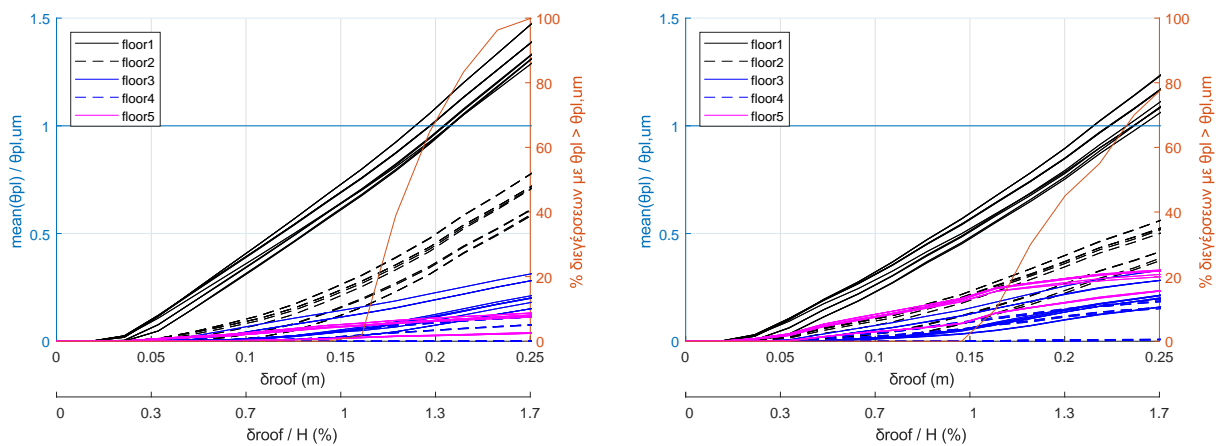 1.5
1
0.5
0
mean(θpl) / θpl,um
floor1
floor2
floor3
floor4
floor5
100
80
60
40
20
0
% διεγέρσεων με θpl > θpl,um
0 0.05 0.1 0.15 0.2 0.25
δroof (m)
0 0.3 0.7 1 1.3 1.7
δroof / H (%)
1.5
1
0.5
0
mean(θpl) / θpl,um
floor1
floor2
floor3
floor4
floor5
100
80
60
40
20
0
% διεγέρσεων με θpl > θpl,um
0 0.05 0.1 0.15 0.2 0.25
δroof (m)
0 0.3 0.7 1 1.3 1.7
δroof / H (%)